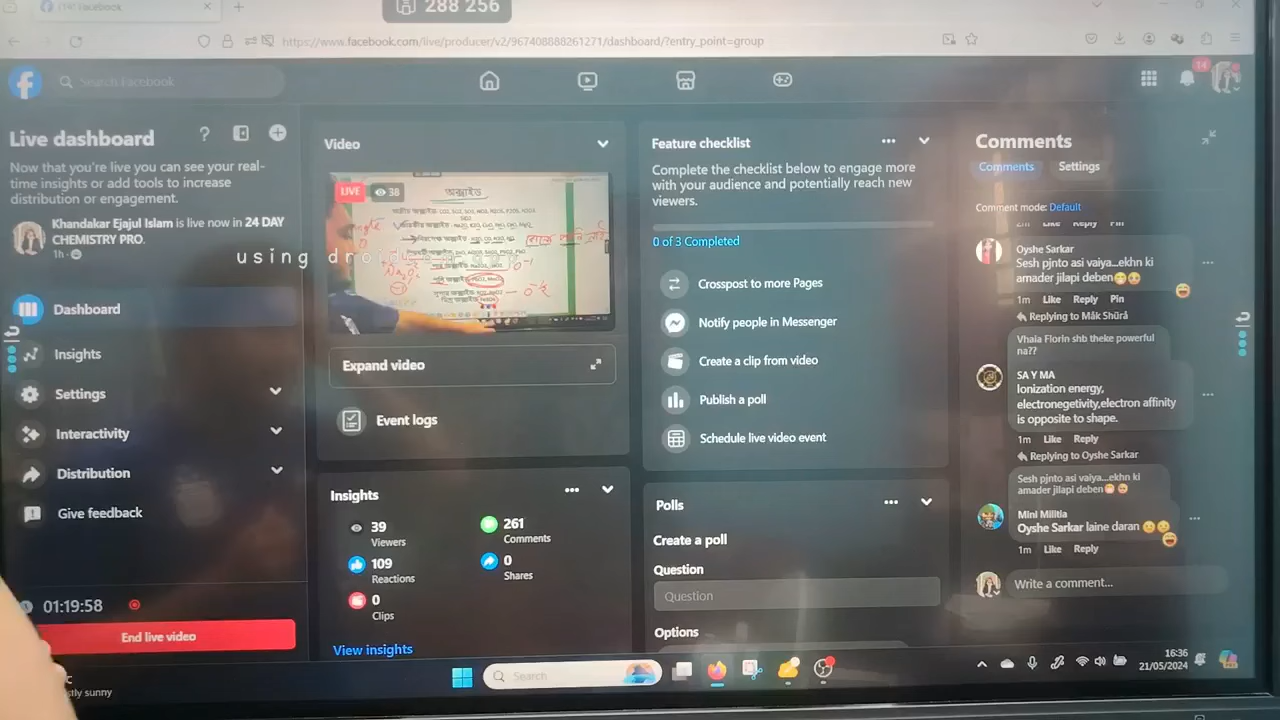 (19) Facebook
288 256
https://www.facebook.com/live/producer/v2/967408888261271/dashboard/?entry_point=group
Search Facebook
14
Live dashboard
Now that you're live you can see your real-
time insights or add tools to increase
distribution or engagement.
Khandakar Ejajul Islam is live now in 24 DAY
CHEMISTRY PRO.
1h
using
Dashboard
Insights
Settings
Interactivity
Distribution
Give feedback
01:19:58
End live video
Video
LIVE
38
অক্সাইড
Expand video
Event logs
Insights
39
Viewers
261
Comments
109
Reactions
0
Shares
0
Clips
View insights
Feature checklist
Complete the checklist below to engage more
with your audience and potentially reach new
viewers.
0 of 3 Completed
Crosspost to more Pages
Notify people in Messenger
Create a clip from video
Publish a poll
Schedule live video event
Polls
Create a poll
Question
Question
Options
Comments
Comments Settings
Comment mode: Default
Oyshe Sarkar
Sesh pjnto asi vaiya...ekhn ki
amader jilapi deben😁🥺
1m Like Reply Pin
Replying to Måk Shürâ
Vhaia Florin shb theke powerful
na??
SA Y MA
Ionization energy,
electronegetivity,electron affinity
is opposite to shape.
1m Like Reply
Replying to Oyshe Sarkar
Sesh pjnto asi vaiya...ekhn ki
amader jilapi deben😁🥺
Mini Militia
Oyshe Sarkar laine daran
1m Like Reply
Write a comment...
Search
16:36
21/05/2024